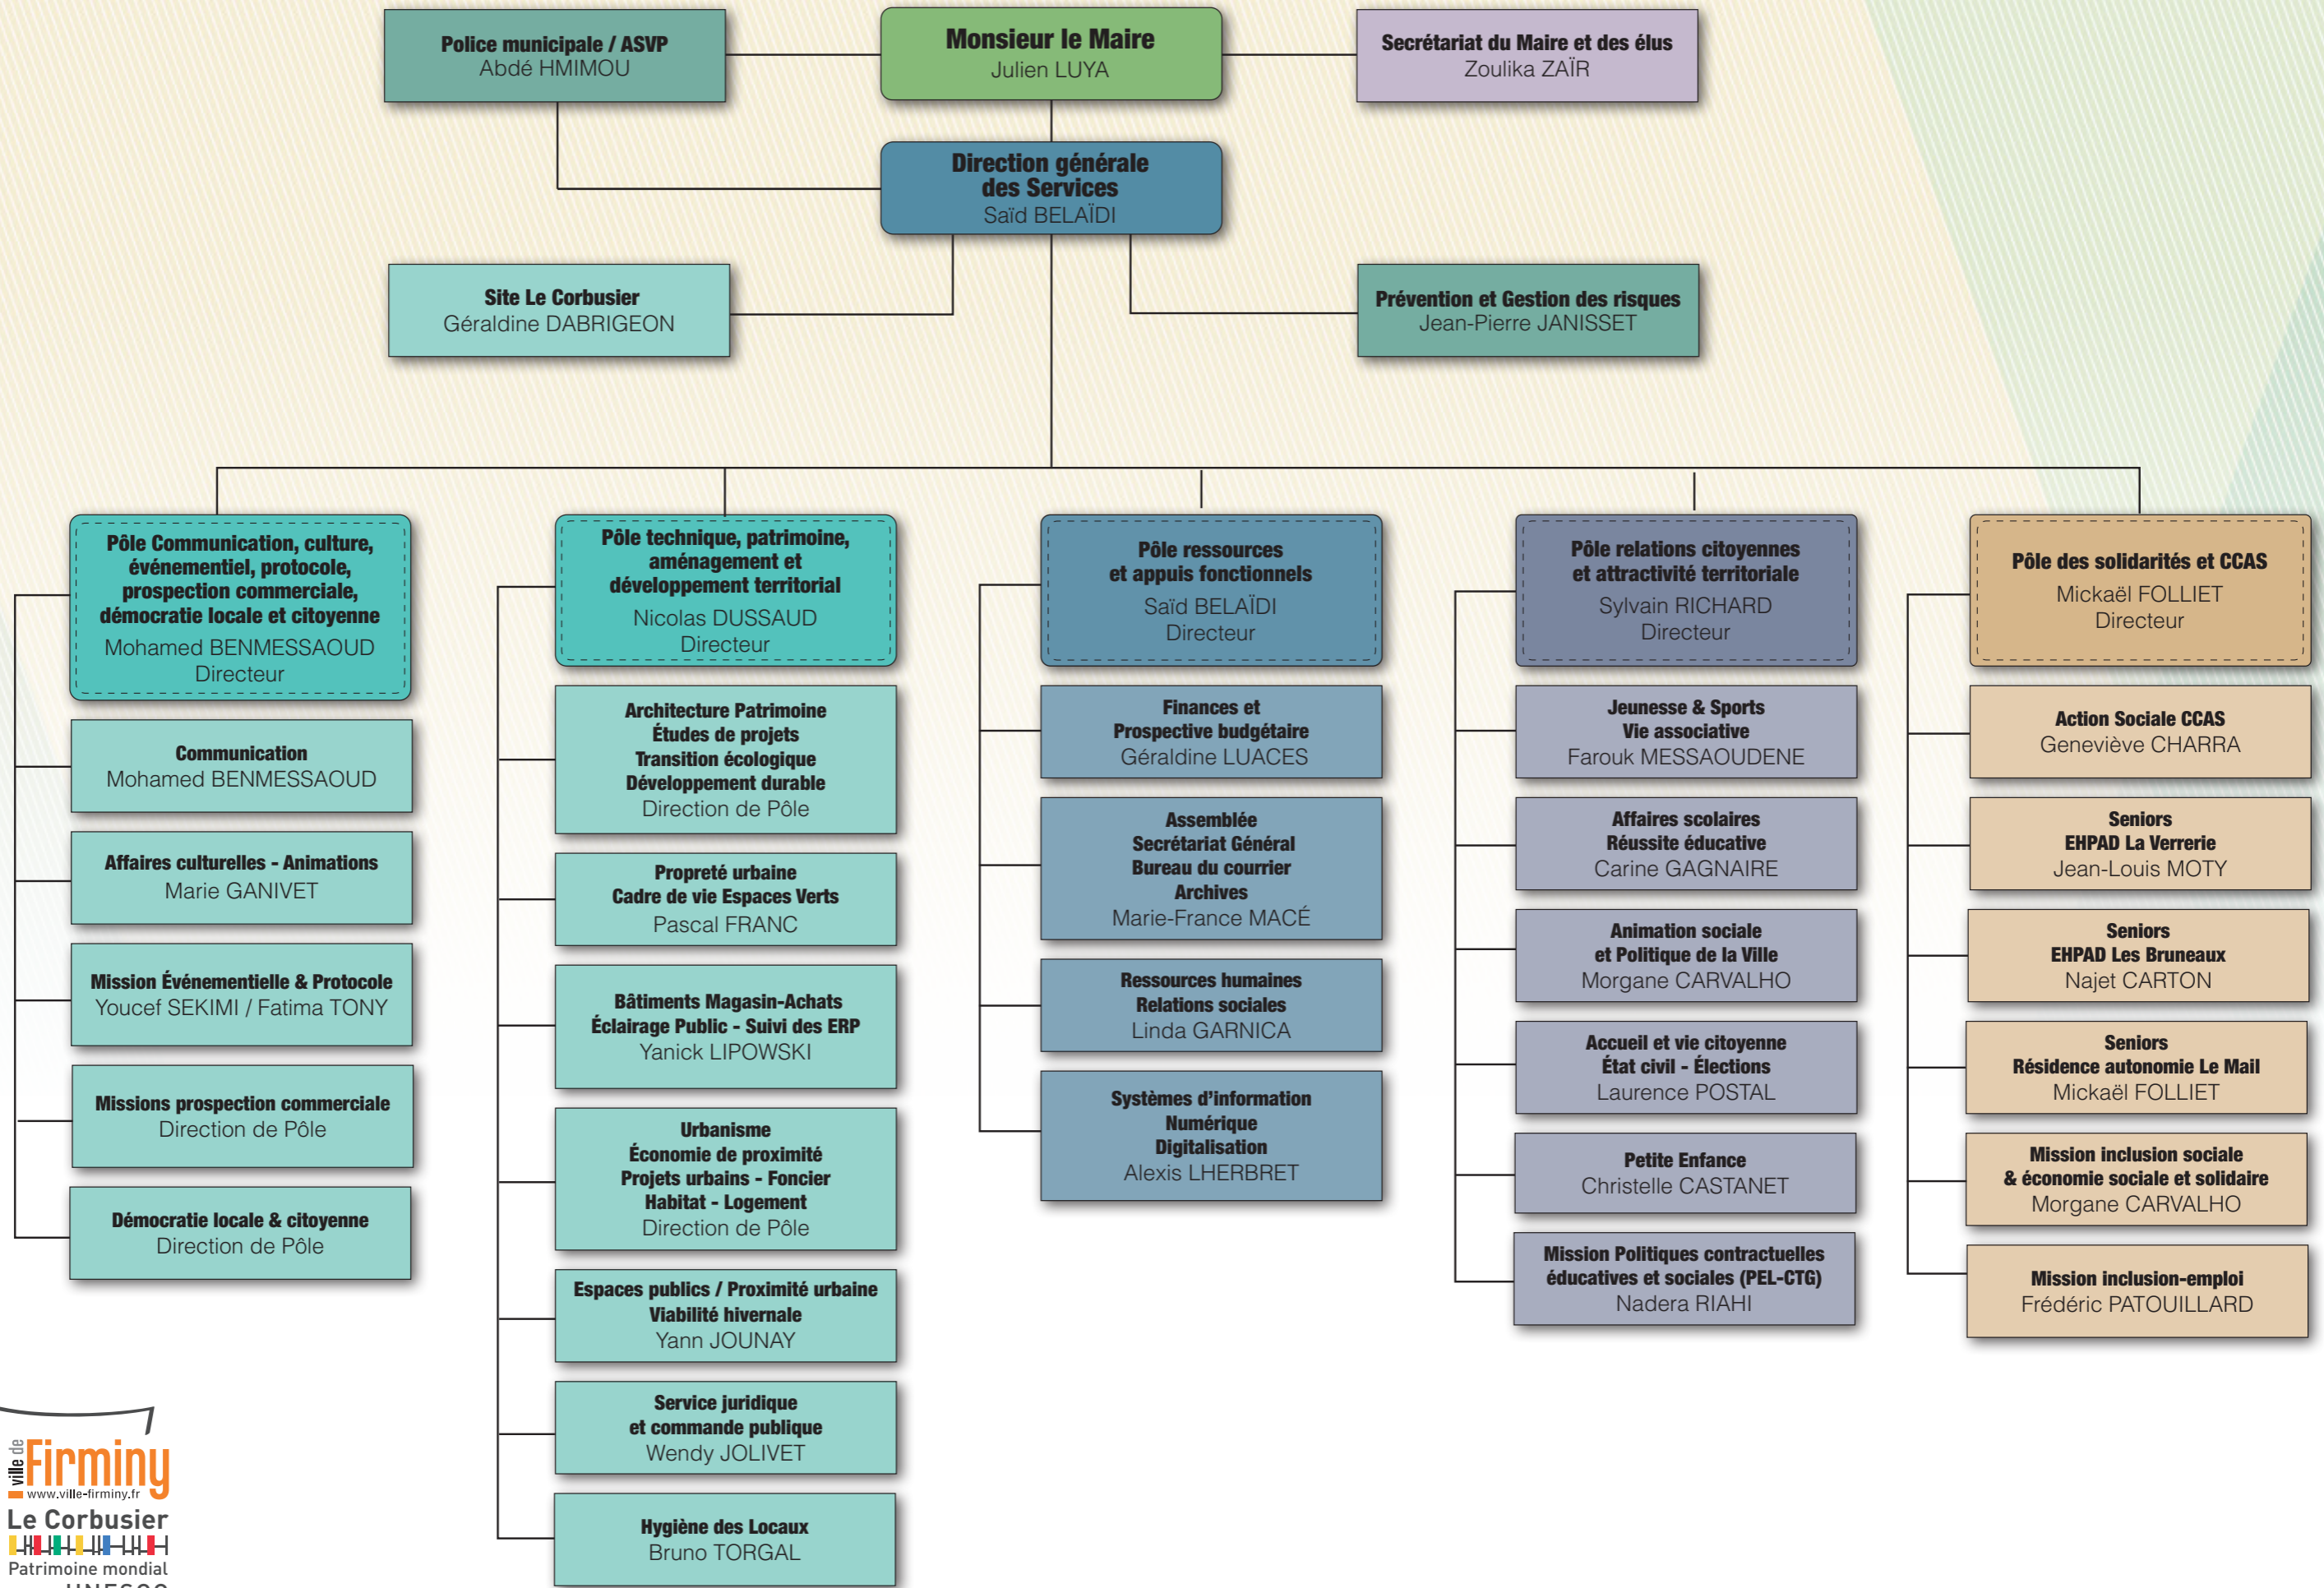 Police municipale / ASVP
Abdé HMIMOU
Monsieur le Maire
Julien LUYA
Secrétariat du Maire et des élus
Zoulika ZAÏR
Direction générale
des Services
Saïd BELAÏDI
Site Le Corbusier
Géraldine DABRIGEON
Prévention et Gestion des risques
Jean-Pierre JANISSET
Pôle Communication, culture,
événementiel, protocole,
prospection commerciale,
démocratie locale et citoyenne
Mohamed BENMESSAOUD
Directeur
Communication
Mohamed BENMESSAOUD
Affaires culturelles - Animations
Marie GANIVET
Mission Événementielle & Protocole
Youcef SEKIMI / Fatima TONY
Missions prospection commerciale
Direction de Pôle
Démocratie locale & citoyenne
Direction de Pôle
Pôle technique, patrimoine,
aménagement et
développement territorial
Nicolas DUSSAUD
Directeur
Architecture Patrimoine
Études de projets
Transition écologique
Développement durable
Direction de Pôle
Propreté urbaine
Cadre de vie Espaces Verts
Pascal FRANC
Bâtiments Magasin-Achats
Éclairage Public - Suivi des ERP
Yanick LIPOWSKI
Urbanisme
Économie de proximité
Projets urbains - Foncier
Habitat - Logement
Direction de Pôle
Espaces publics / Proximité urbaine
Viabilité hivernale
Yann JOUNAY
Service juridique
et commande publique
Wendy JOLIVET
Hygiène des Locaux
Bruno TORGAL
Pôle ressources
et appuis fonctionnels
Saïd BELAÏDI
Directeur
Finances et
Prospective budgétaire
Géraldine LUACES
Assemblée
Secrétariat Général
Bureau du courrier
Archives
Marie-France MACÉ
Ressources humaines
Relations sociales
Linda GARNICA
Systèmes d'information
Numérique
Digitalisation
Alexis LHERBRET
Pôle relations citoyennes
et attractivité territoriale
Sylvain RICHARD
Directeur
Jeunesse & Sports
Vie associative
Farouk MESSAOUDENE
Affaires scolaires
Réussite éducative
Carine GAGNAIRE
Animation sociale
et Politique de la Ville
Morgane CARVALHO
Accueil et vie citoyenne
État civil - Élections
Laurence POSTAL
Petite Enfance
Christelle CASTANET
Mission Politiques contractuelles
éducatives et sociales (PEL-CTG)
Nadera RIAHI
Pôle des solidarités et CCAS
Mickaël FOLLIET
Directeur
Action Sociale CCAS
Geneviève CHARRA
Seniors
EHPAD La Verrerie
Jean-Louis MOTY
Seniors
EHPAD Les Bruneaux
Najet CARTON
Seniors
Résidence autonomie Le Mail
Mickaël FOLLIET
Mission inclusion sociale
& économie sociale et solidaire
Morgane CARVALHO
Mission inclusion-emploi
Frédéric PATOUILLARD
ville de
Firminy
www.ville-firminy.fr
Le Corbusier
Patrimoine mondial
UNESCO